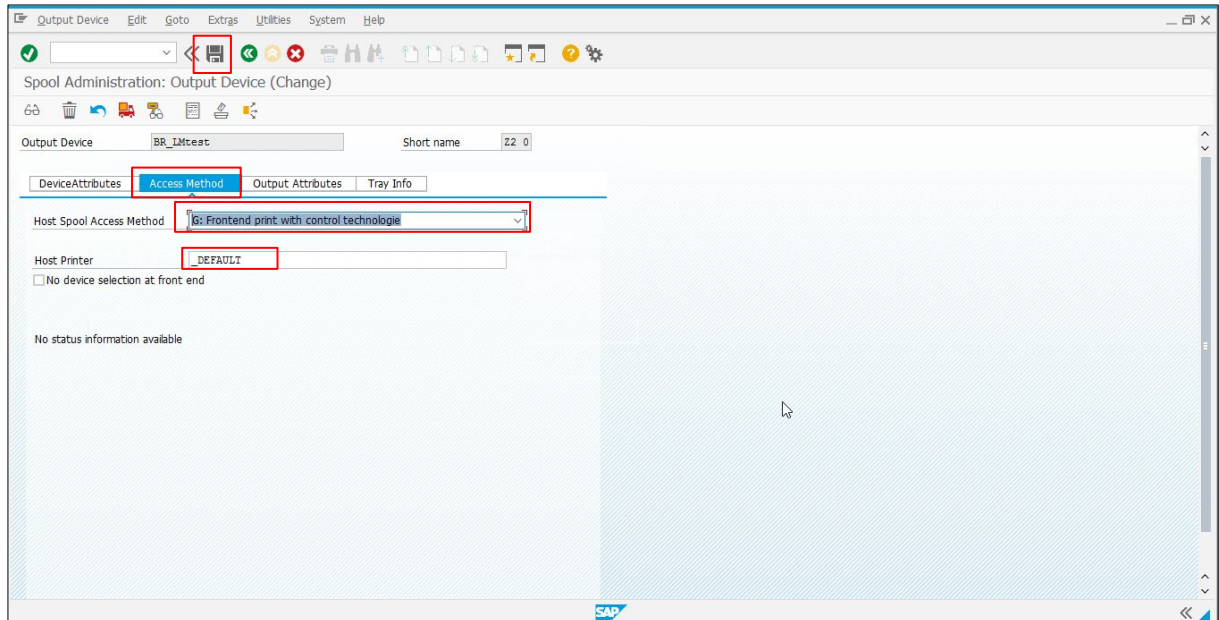 Output Device Edit Goto Extras Utilities System Help
Spool Administration: Output Device (Change)
Output Device BR_LMtest Short name Z2 0
DeviceAttributes Access Method Output Attributes Tray Info
Host Spool Access Method G: Frontend print with control technologie
Host Printer _DEFAULT
No device selection at front end
No status information available
SAP